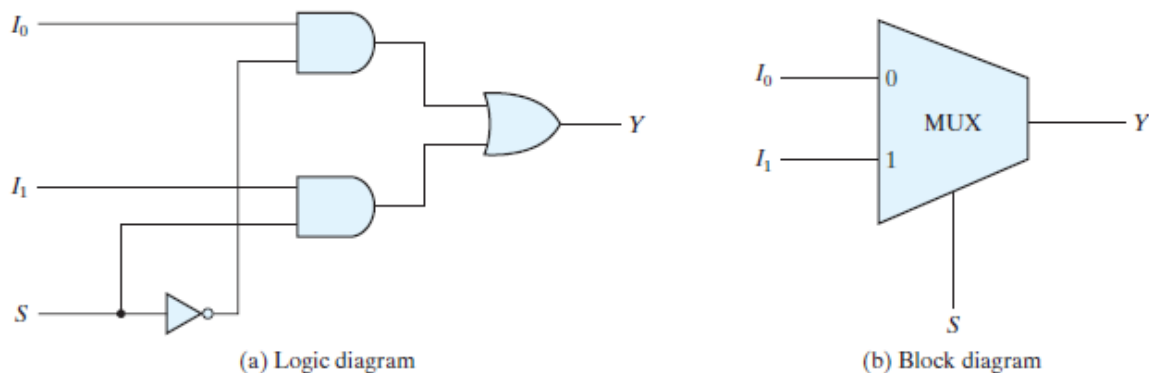 I₀
I₁
S
Y
(a) Logic diagram
I₀
I₁
0
1
MUX
Y
S
(b) Block diagram